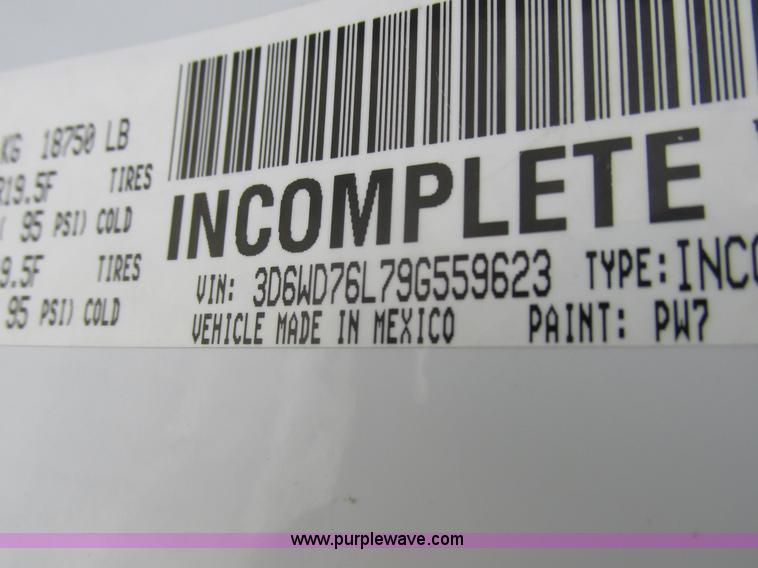 KG 18750 LB
R19.5F TIRES
( 95 PSI) COLD
9.5F TIRES
95 PSI) COLD
INCOMPLETE
VIN: 3D6WD76L79G559623 TYPE: INCO
VEHICLE MADE IN MEXICO PAINT: PW7
www.purplewave.com